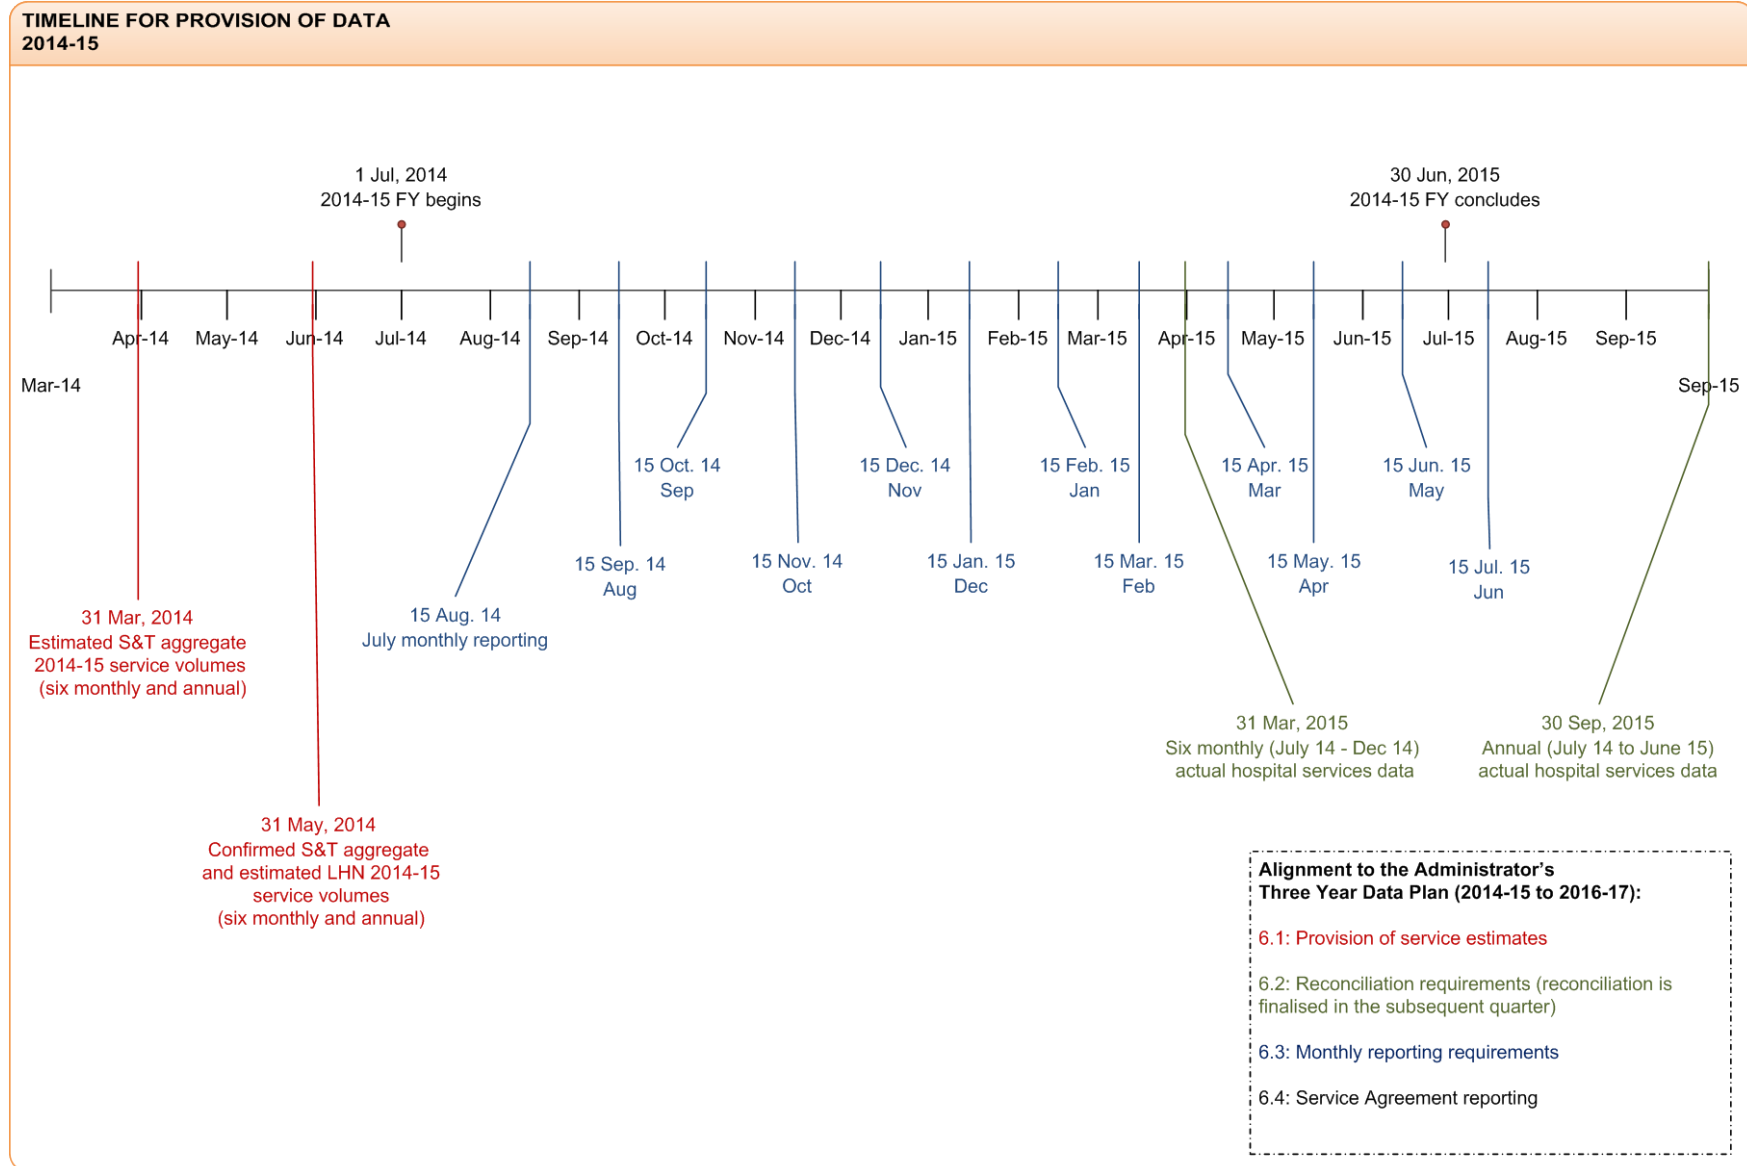 TIMELINE FOR PROVISION OF DATA
2014-15
1 Jul, 2014
2014-15 FY begins
30 Jun, 2015
2014-15 FY concludes
Apr-14
May-14
Jun-14
Jul-14
Aug-14
Sep-14
Oct-14
Nov-14
Dec-14
Jan-15
Feb-15
Mar-15
Apr-15
May-15
Jun-15
Jul-15
Aug-15
Sep-15
Mar-14
Sep-15
15 Oct. 14
Sep
15 Dec. 14
Nov
15 Feb. 15
Jan
15 Apr. 15
Mar
15 Jun. 15
May
15 Sep. 14
Aug
15 Nov. 14
Oct
15 Jan. 15
Dec
15 Mar. 15
Feb
15 May. 15
Apr
15 Jul. 15
Jun
15 Aug. 14
July monthly reporting
31 Mar, 2014
Estimated S&T aggregate
2014-15 service volumes
(six monthly and annual)
31 Mar, 2015
Six monthly (July 14 - Dec 14)
actual hospital services data
30 Sep, 2015
Annual (July 14 to June 15)
actual hospital services data
31 May, 2014
Confirmed S&T aggregate
and estimated LHN 2014-15
service volumes
(six monthly and annual)
Alignment to the Administrator’s
Three Year Data Plan (2014-15 to 2016-17):
6.1: Provision of service estimates
6.2: Reconciliation requirements (reconciliation is
finalised in the subsequent quarter)
6.3: Monthly reporting requirements
6.4: Service Agreement reporting